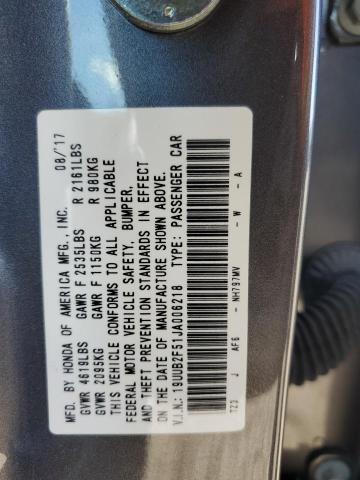 MFD. BY HONDA OF AMERICA MFG., INC. 08/'17
GVWR 4619LBS GAWR F 2535LBS R 2161LBS
GVWR 2095KG GAWR F 1150KG R 980KG
THIS VEHICLE CONFORMS TO ALL APPLICABLE
FEDERAL MOTOR VEHICLE SAFETY, BUMPER,
AND THEFT PREVENTION STANDARDS IN EFFECT
ON THE DATE OF MANUFACTURE SHOWN ABOVE.
V.I.N.: 19UUB2F51JA006218 TYPE: PASSENGER CAR
NH797MV - W - A
TZ3 J AF6 -